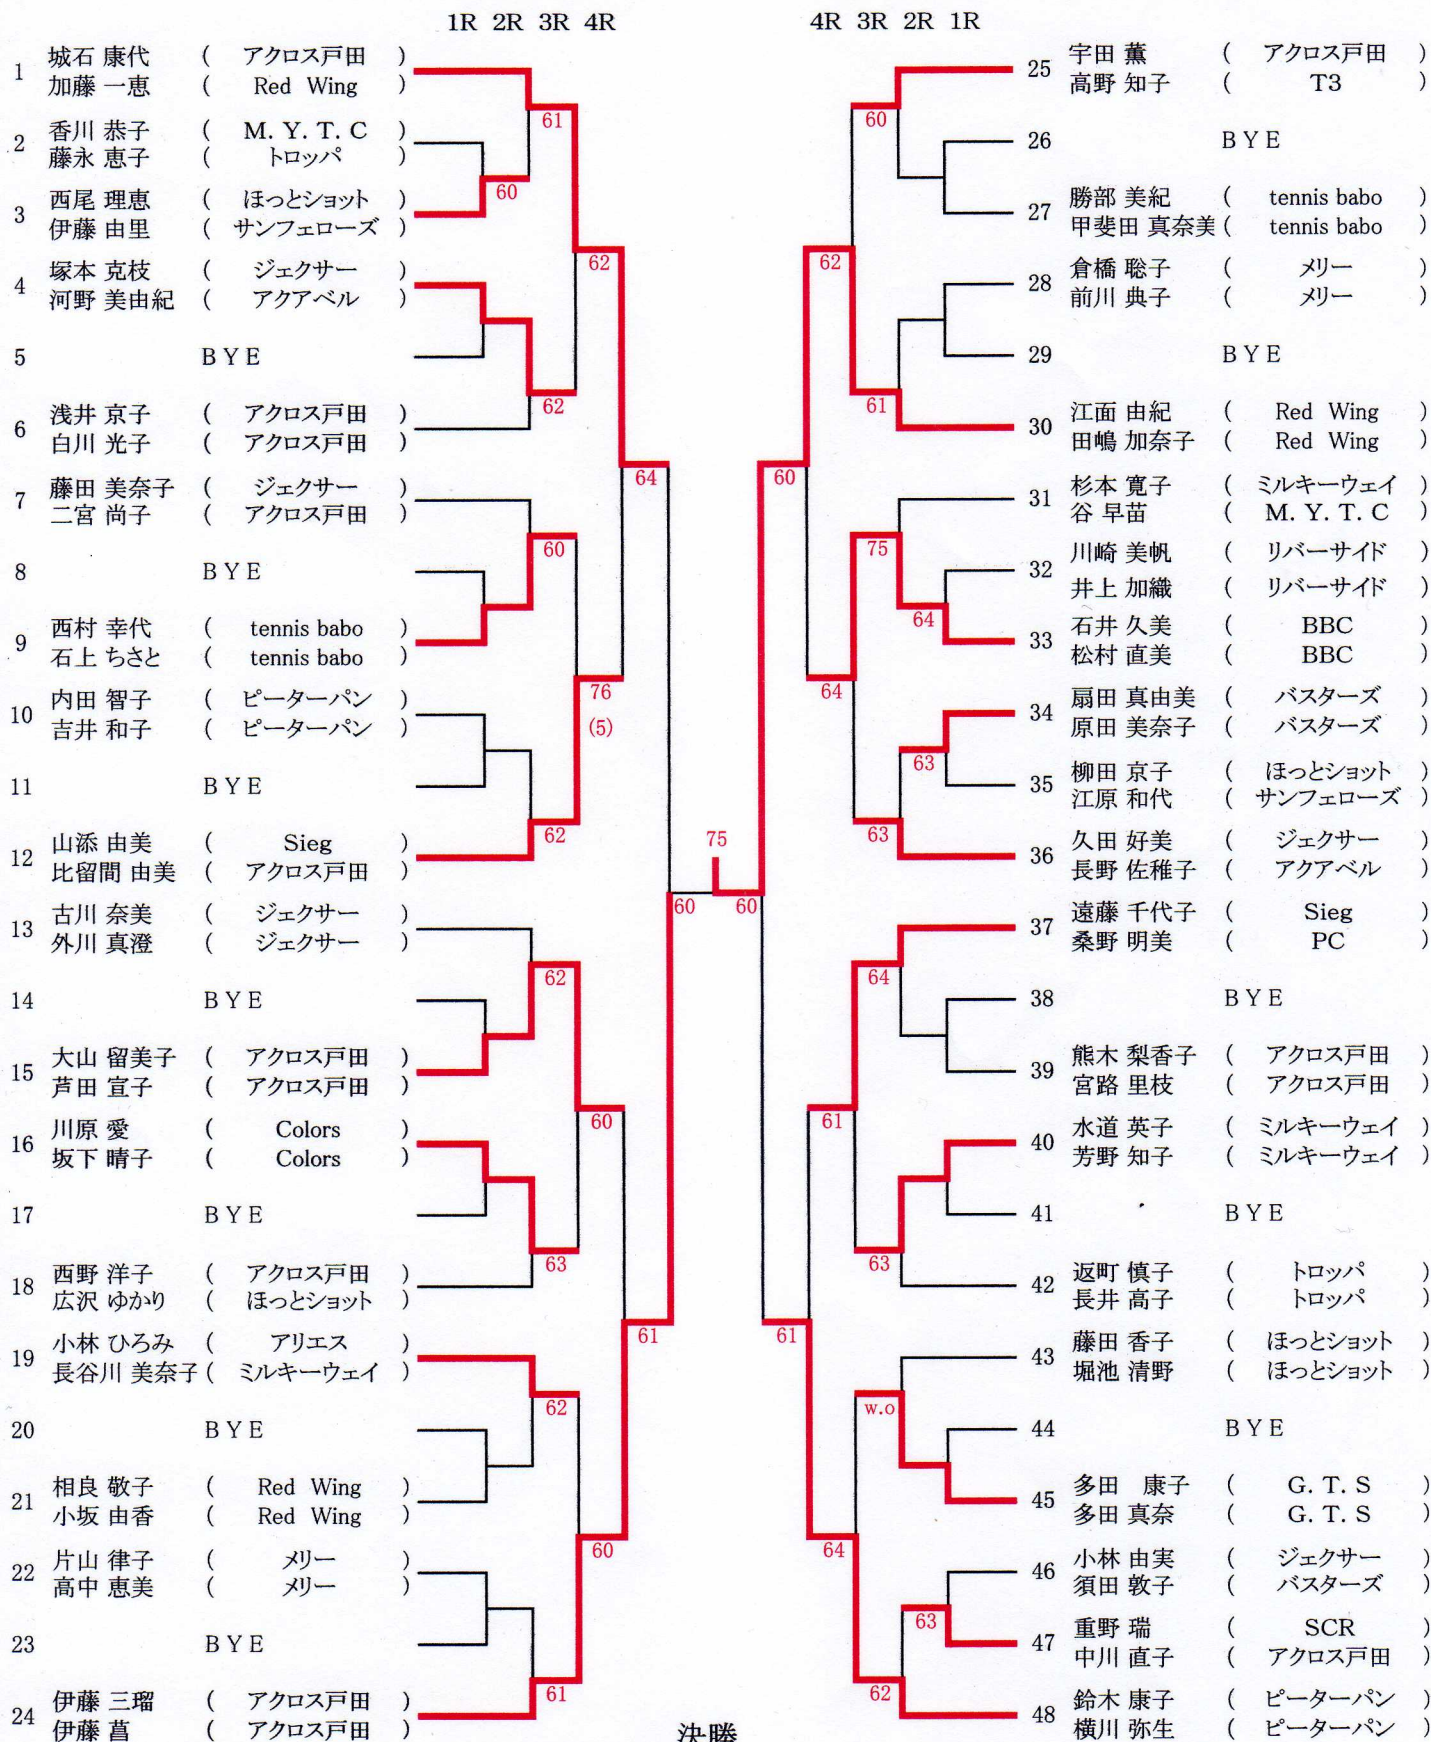 1R 2R 3R 4R
1 城石 康代 ( アクロス戸田 )
加藤 一恵 ( Red Wing )
2 香川 恭子 ( M. Y. T. C )
藤永 恵子 ( トロッパ )
3 西尾 理恵 ( ほっとショット )
伊藤 由里 ( サンフェローズ )
4 塚本 克枝 ( ジェクサー )
河野 美由紀 ( アクアベル )
5 BYE
6 浅井 京子 ( アクロス戸田 )
白川 光子 ( アクロス戸田 )
7 藤田 美奈子 ( ジェクサー )
二宮 尚子 ( アクロス戸田 )
8 BYE
9 西村 幸代 ( tennis babo )
石上 ちさと ( tennis babo )
10 内田 智子 ( ピーターパン )
吉井 和子 ( ピーターパン )
11 BYE
12 山添 由美 ( Sieg )
比留間 由美 ( アクロス戸田 )
13 古川 奈美 ( ジェクサー )
外川 真澄 ( ジェクサー )
14 BYE
15 大山 留美子 ( アクロス戸田 )
芦田 宣子 ( アクロス戸田 )
16 川原 愛 ( Colors )
坂下 晴子 ( Colors )
17 BYE
18 西野 洋子 ( アクロス戸田 )
広沢 ゆかり ( ほっとショット )
19 小林 ひろみ ( アリエス )
長谷川 美奈子 ( ミルキーウェイ )
20 BYE
21 相良 敬子 ( Red Wing )
小坂 由香 ( Red Wing )
22 片山 律子 ( メリー )
高中 恵美 ( メリー )
23 BYE
24 伊藤 三瑠 ( アクロス戸田 )
伊藤 菖 ( アクロス戸田 )
61
60
62
62
64
60
76
(5)
62
62
60
63
61
62
60
61
60
75
60
決勝
4R 3R 2R 1R
60
62
61
60
75
64
64
63
63
64
61
63
61
w.o
64
63
62
25 宇田 薫 ( アクロス戸田 )
高野 知子 ( T3 )
26 BYE
27 勝部 美紀 ( tennis babo )
甲斐田 真奈美 ( tennis babo )
28 倉橋 聡子 ( メリー )
前川 典子 ( メリー )
29 BYE
30 江面 由紀 ( Red Wing )
田嶋 加奈子 ( Red Wing )
31 杉本 寛子 ( ミルキーウェイ )
谷 早苗 ( M. Y. T. C )
32 川崎 美帆 ( リバーサイド )
井上 加織 ( リバーサイド )
33 石井 久美 ( BBC )
松村 直美 ( BBC )
34 扇田 真由美 ( バスターズ )
原田 美奈子 ( バスターズ )
35 柳田 京子 ( ほっとショット )
江原 和代 ( サンフェローズ )
36 久田 好美 ( ジェクサー )
長野 佐稚子 ( アクアベル )
37 遠藤 千代子 ( Sieg )
桑野 明美 ( PC )
38 BYE
39 熊木 梨香子 ( アクロス戸田 )
宮路 里枝 ( アクロス戸田 )
40 水道 英子 ( ミルキーウェイ )
芳野 知子 ( ミルキーウェイ )
41 BYE
42 返町 慎子 ( トロッパ )
長井 高子 ( トロッパ )
43 藤田 香子 ( ほっとショット )
堀池 清野 ( ほっとショット )
44 BYE
45 多田 康子 ( G. T. S )
多田 真奈 ( G. T. S )
46 小林 由実 ( ジェクサー )
須田 敦子 ( バスターズ )
47 重野 瑞 ( SCR )
中川 直子 ( アクロス戸田 )
48 鈴木 康子 ( ピーターパン )
横川 弥生 ( ピーターパン )